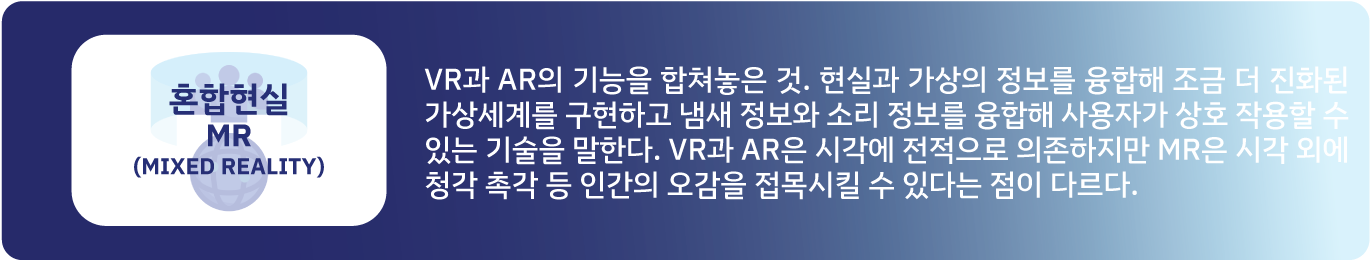 혼합현실
MR
(MIXED REALITY)
VR과 AR의 기능을 합쳐놓은 것. 현실과 가상의 정보를 융합해 조금 더 진화된
가상세계를 구현하고 냄새 정보와 소리 정보를 융합해 사용자가 상호 작용할 수
있는 기술을 말한다. VR과 AR은 시각에 전적으로 의존하지만 MR은 시각 외에
청각 촉각 등 인간의 오감을 접목시킬 수 있다는 점이 다르다.